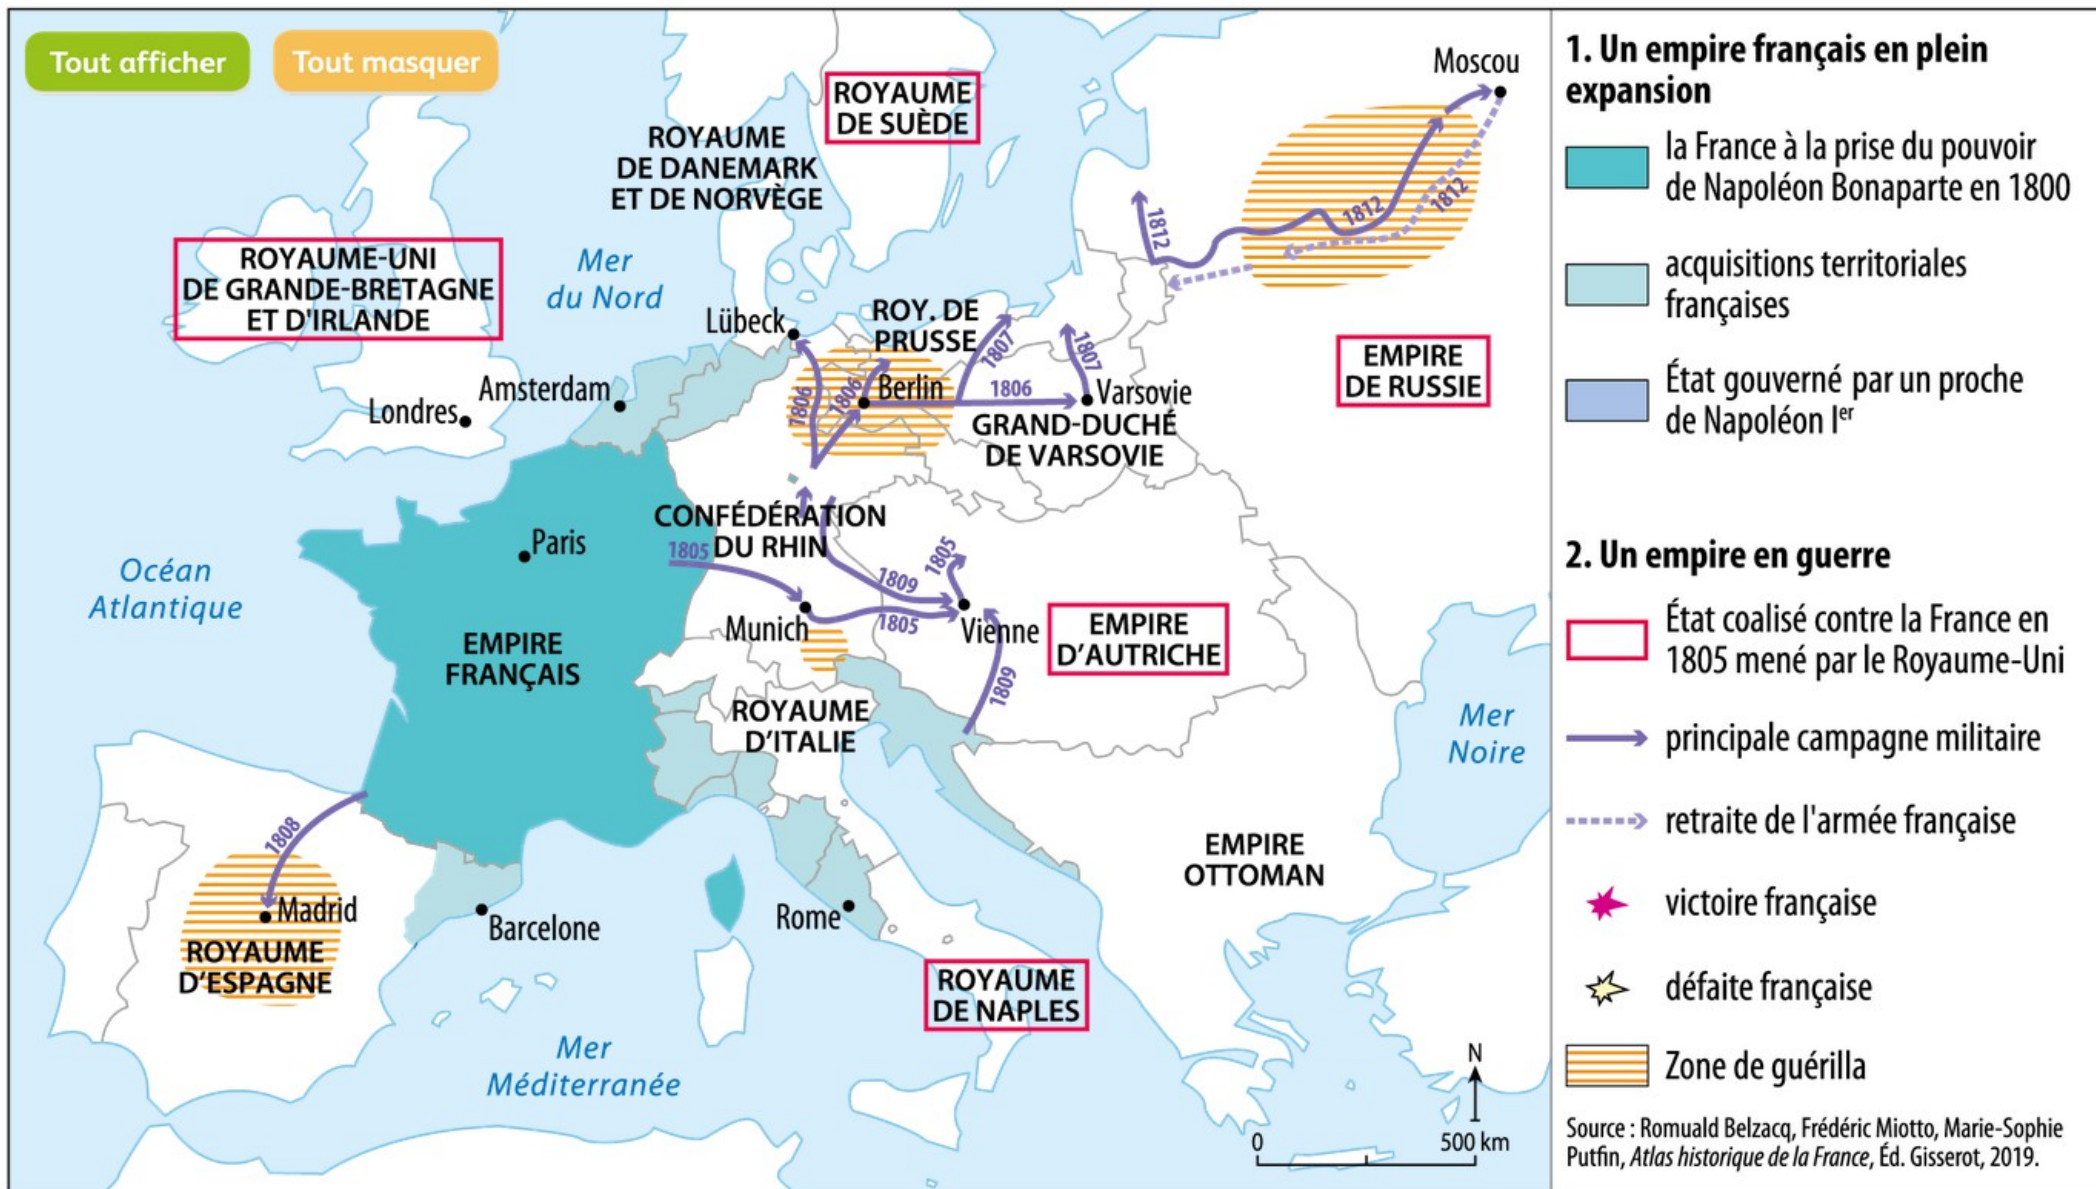 Tout afficher
Tout masquer
ROYAUME
DE SUÈDE
Moscou
ROYAUME
DE DANEMARK
ET DE NORVÈGE
1812
1812
1812
ROYAUME-UNI
DE GRANDE-BRETAGNE
ET D'IRLANDE
Mer
du Nord
Lübeck
ROY. DE
PRUSSE
1807
1807
EMPIRE
DE RUSSIE
Amsterdam
Londres
1806
1806
Berlin
1806
Varsovie
GRAND-DUCHÉ
DE VARSOVIE
CONFÉDÉRATION
DU RHIN
Paris
1805
1805
1809
Océan
Atlantique
Munich
1805
Vienne
EMPIRE
D’AUTRICHE
EMPIRE
FRANÇAIS
1809
ROYAUME
D’ITALIE
Mer
Noire
1808
EMPIRE
OTTOMAN
Madrid
Barcelone
Rome
ROYAUME
D’ESPAGNE
ROYAUME
DE NAPLES
Mer
Méditerranée
N
0
500 km
1. Un empire français en plein
expansion
la France à la prise du pouvoir
de Napoléon Bonaparte en 1800
acquisitions territoriales
françaises
État gouverné par un proche
de Napoléon Ier
2. Un empire en guerre
État coalisé contre la France en
1805 mené par le Royaume-Uni
principale campagne militaire
retraite de l'armée française
victoire française
défaite française
Zone de guérilla
Source : Romuald Belzacq, Frédéric Miotto, Marie-Sophie
Putfin, Atlas historique de la France, Éd. Gisserot, 2019.